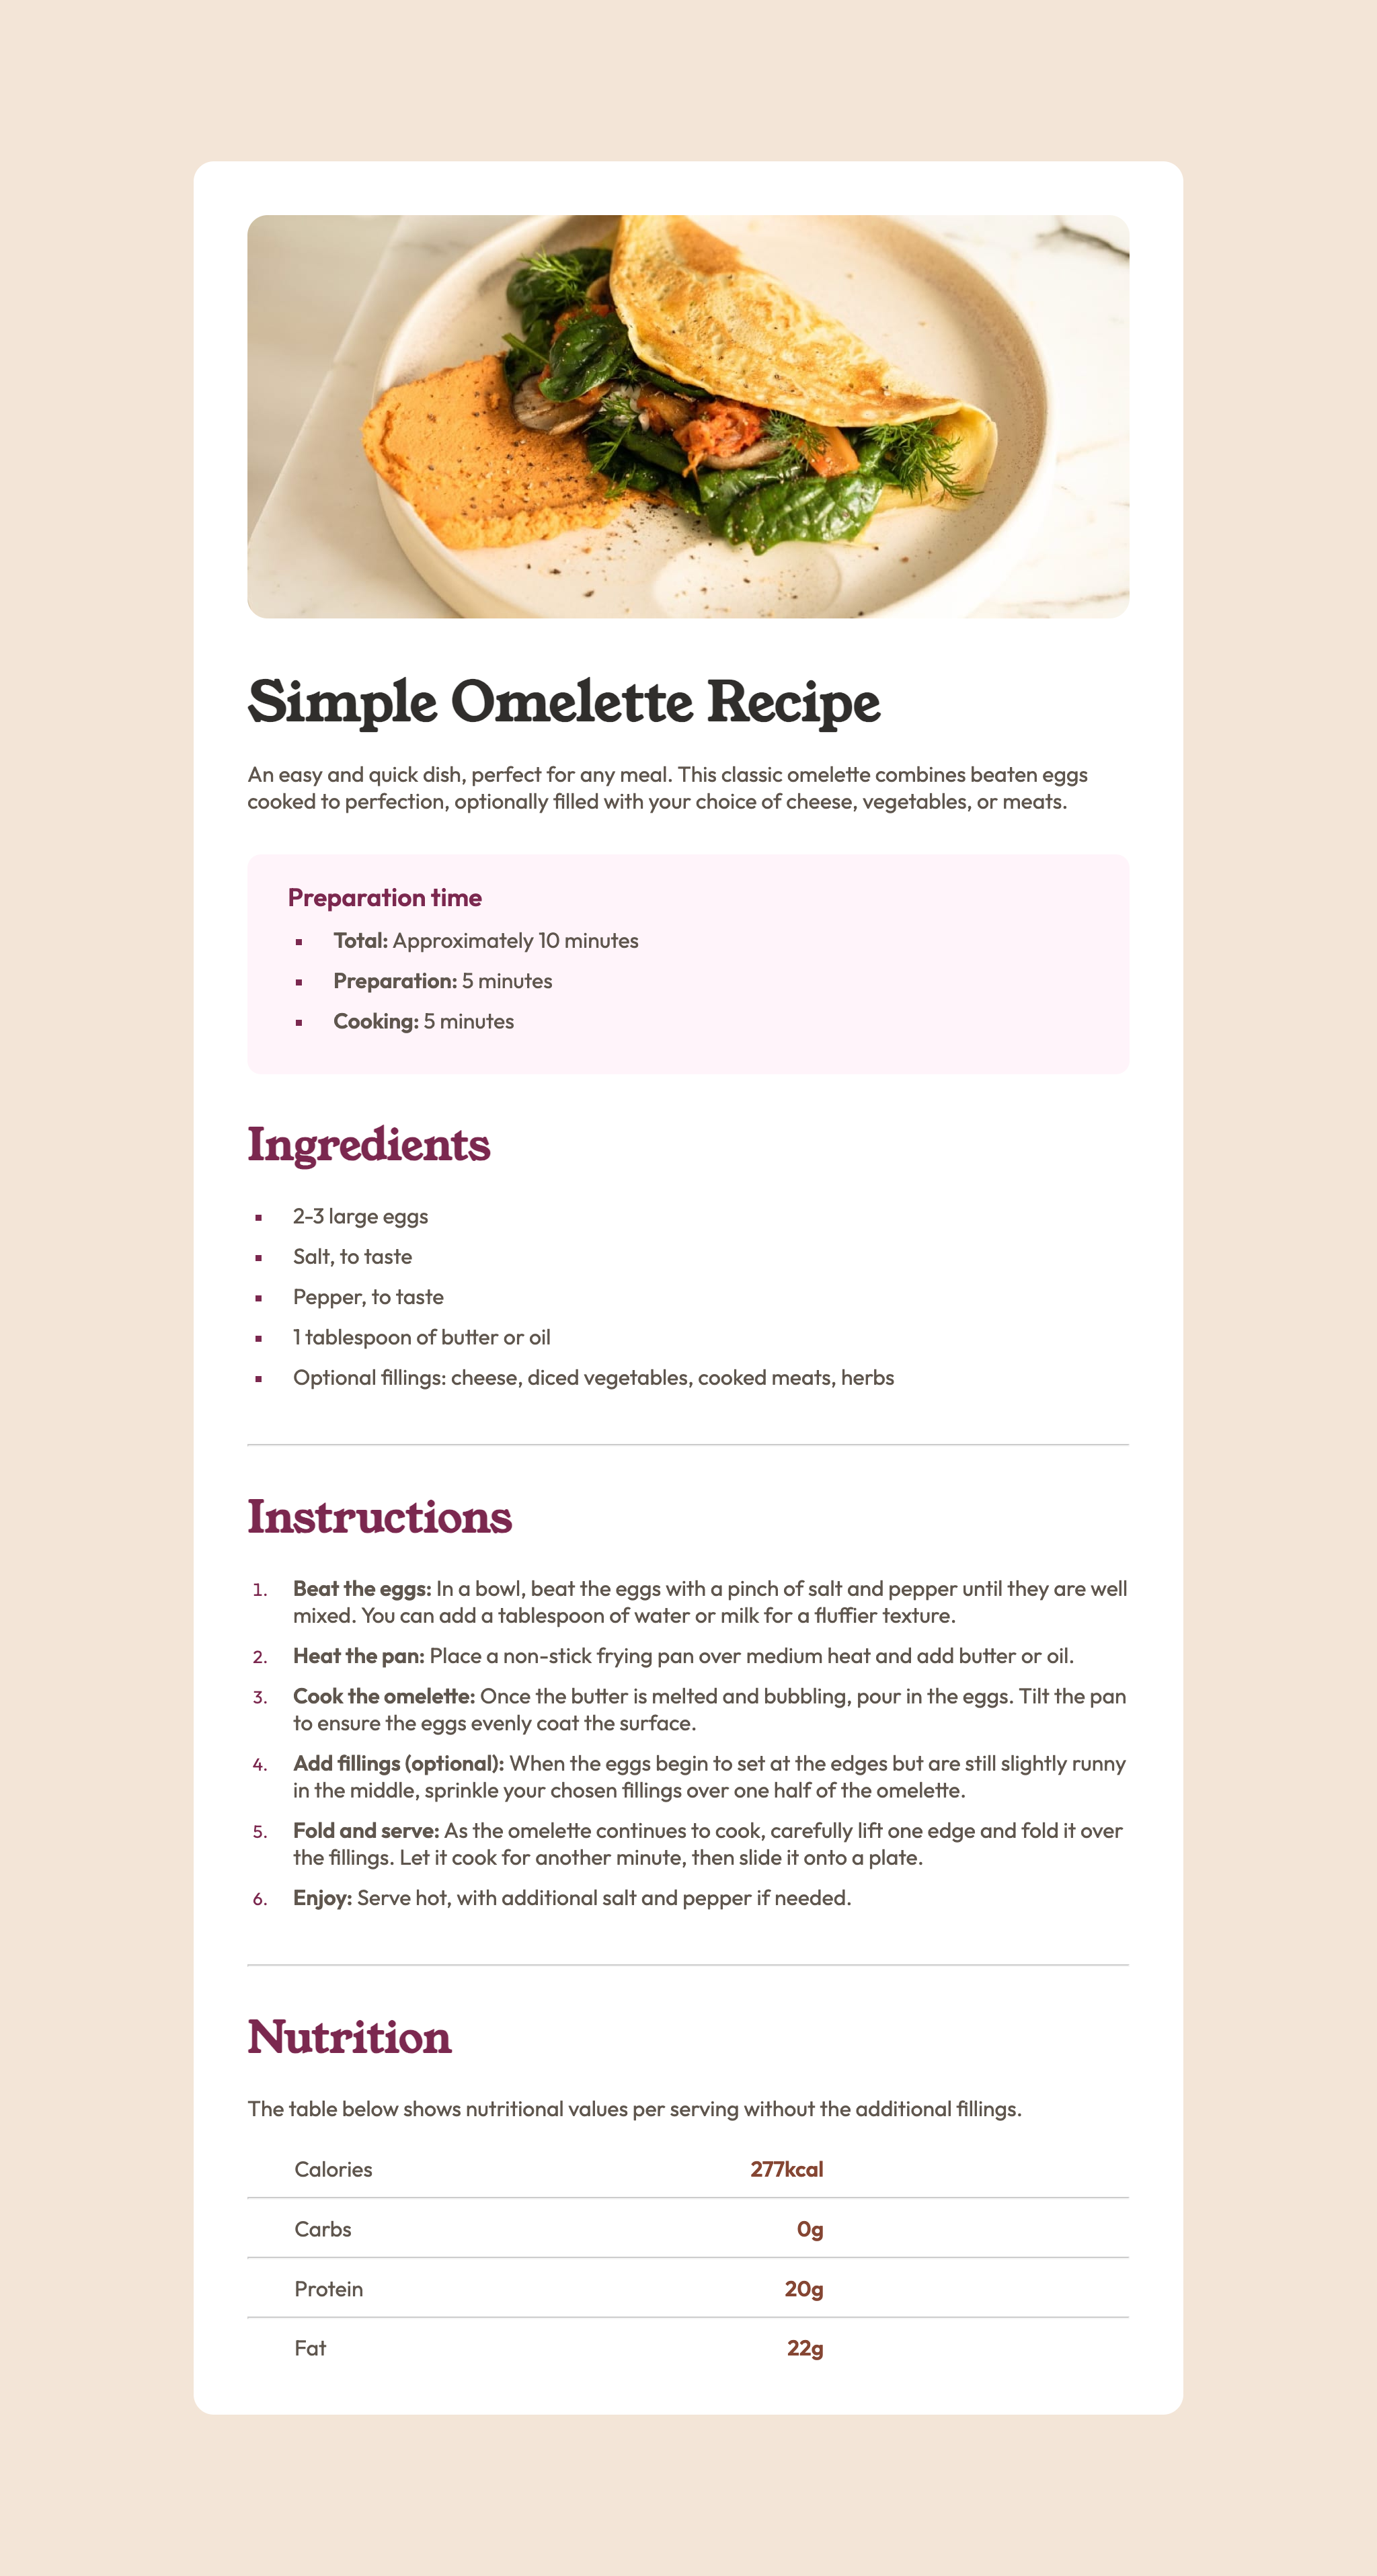 Simple Omelette Recipe
An easy and quick dish, perfect for any meal. This classic omelette combines beaten eggs
cooked to perfection, optionally filled with your choice of cheese, vegetables, or meats.
Preparation time
▪ Total: Approximately 10 minutes
▪ Preparation: 5 minutes
▪ Cooking: 5 minutes
Ingredients
▪ 2-3 large eggs
▪ Salt, to taste
▪ Pepper, to taste
▪ 1 tablespoon of butter or oil
▪ Optional fillings: cheese, diced vegetables, cooked meats, herbs
Instructions
1. Beat the eggs: In a bowl, beat the eggs with a pinch of salt and pepper until they are well
mixed. You can add a tablespoon of water or milk for a fluffier texture.
2. Heat the pan: Place a non-stick frying pan over medium heat and add butter or oil.
3. Cook the omelette: Once the butter is melted and bubbling, pour in the eggs. Tilt the pan
to ensure the eggs evenly coat the surface.
4. Add fillings (optional): When the eggs begin to set at the edges but are still slightly runny
in the middle, sprinkle your chosen fillings over one half of the omelette.
5. Fold and serve: As the omelette continues to cook, carefully lift one edge and fold it over
the fillings. Let it cook for another minute, then slide it onto a plate.
6. Enjoy: Serve hot, with additional salt and pepper if needed.
Nutrition
The table below shows nutritional values per serving without the additional fillings.
Calories 277kcal
Carbs 0g
Protein 20g
Fat 22g